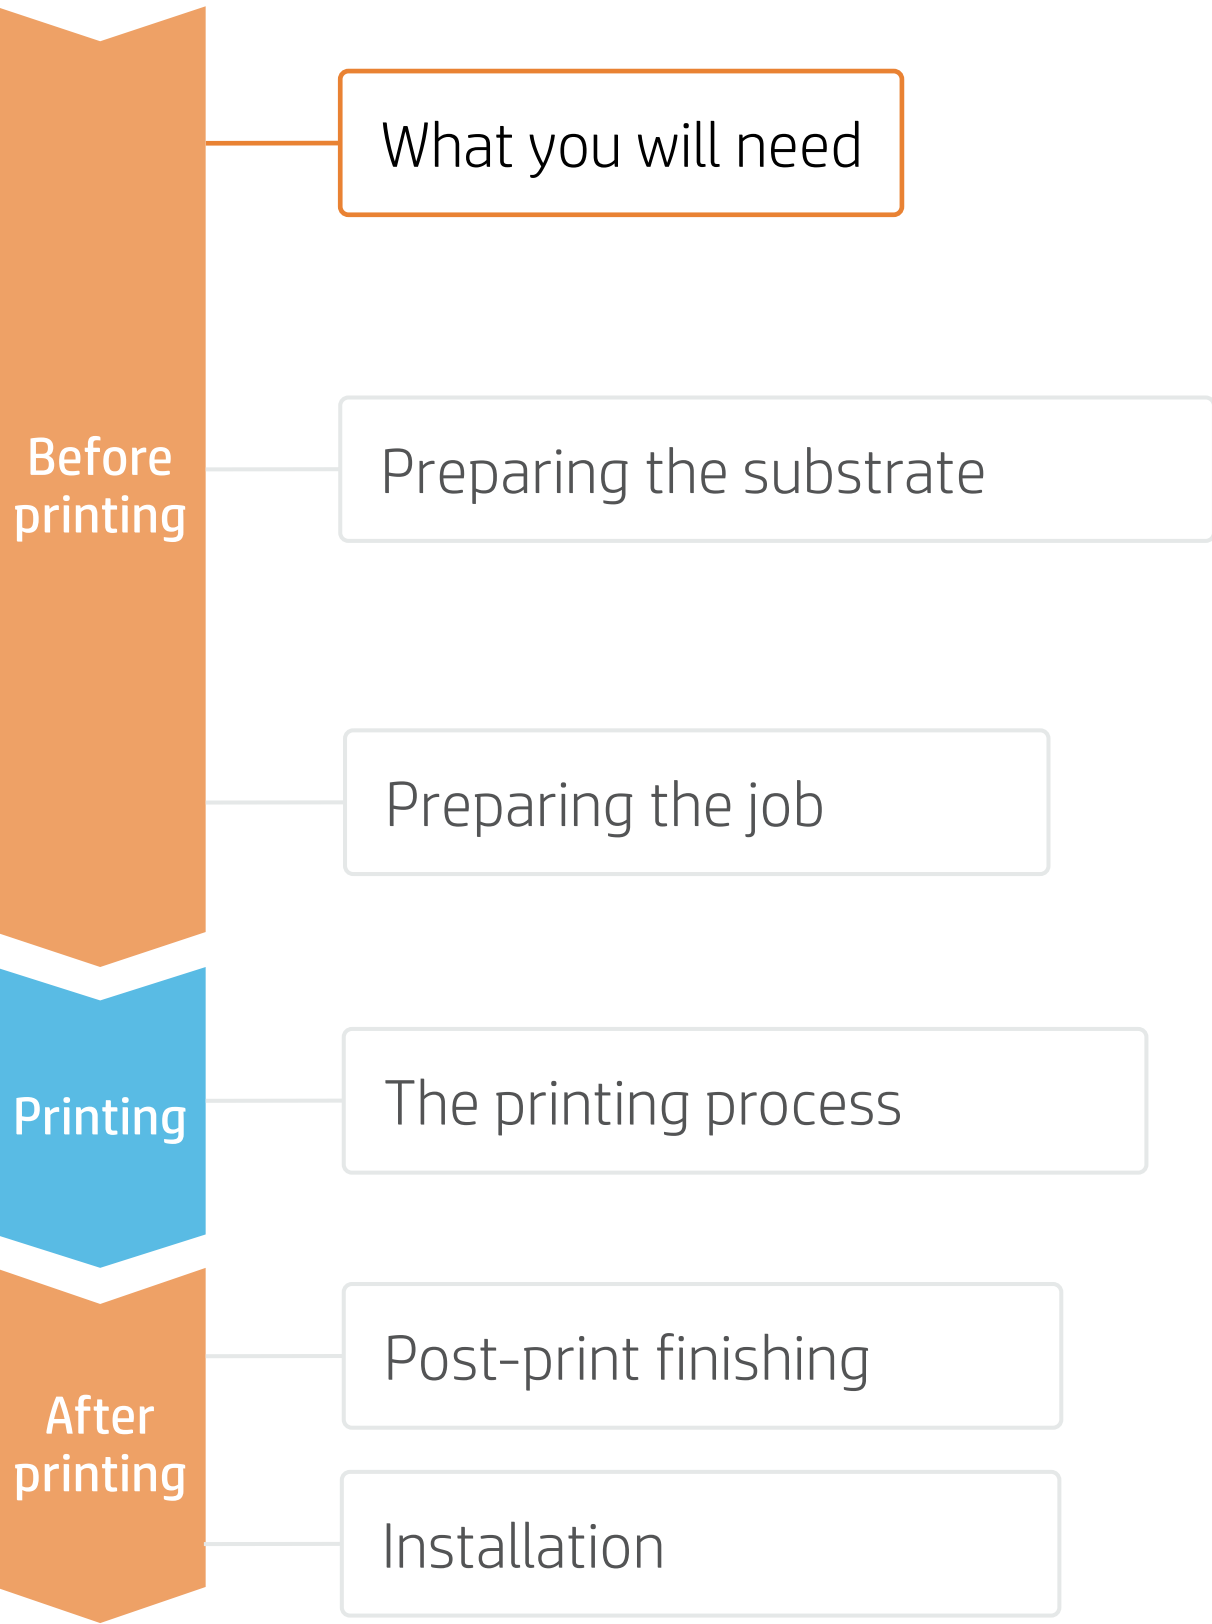 What you will need
Before
printing
Preparing the substrate
Preparing the job
Printing
The printing process
After
printing
Post-print finishing
Installation